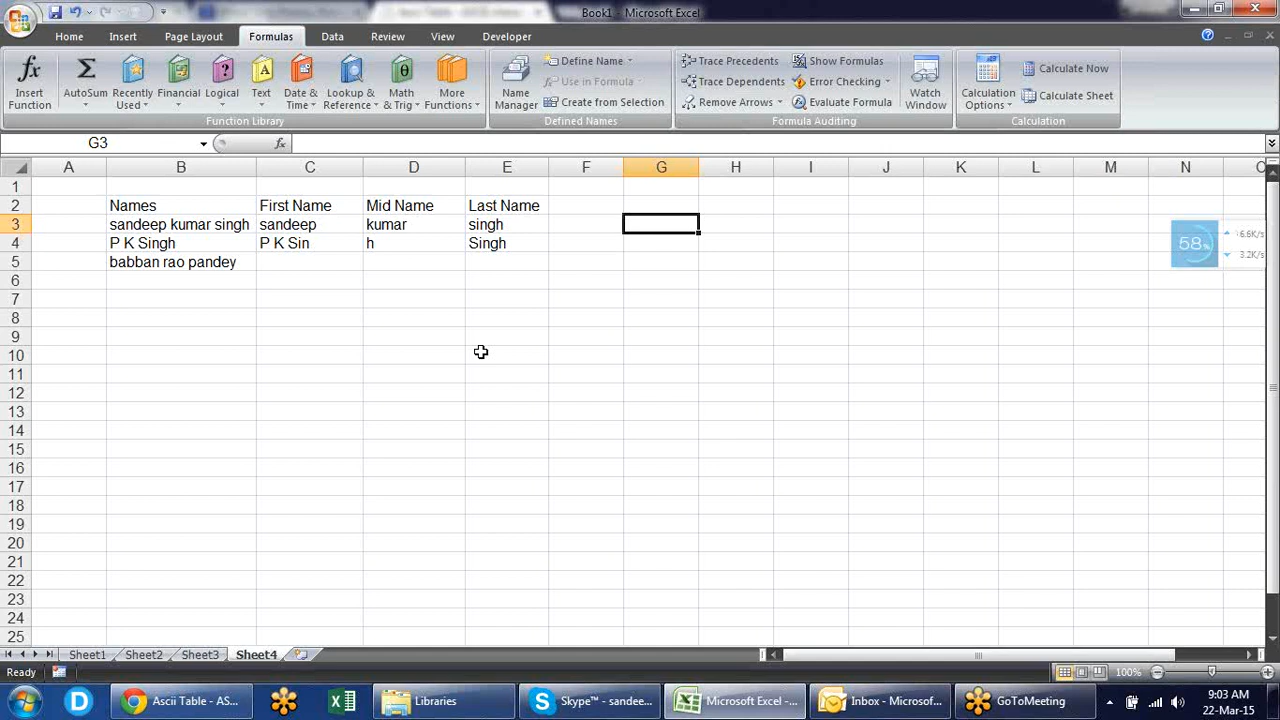 Book1 - Microsoft Excel
Home Insert Page Layout Formulas Data Review View Developer
Insert Function
AutoSum
Recently Used
Financial
Logical
Text
Date & Time
Lookup & Reference
Math & Trig
More Functions
Function Library
Name Manager
Define Name
Use in Formula
Create from Selection
Defined Names
Trace Precedents
Trace Dependents
Remove Arrows
Show Formulas
Error Checking
Evaluate Formula
Formula Auditing
Watch Window
Calculation Options
Calculate Now
Calculate Sheet
Calculation
G3 fx
A B C D E F G H I J K L M N
1
2 Names First Name Mid Name Last Name
3 sandeep kumar singh sandeep kumar singh
4 P K Singh P K Sin h Singh
5 babban rao pandey
6
7
8
9
10
11
12
13
14
15
16
17
18
19
20
21
22
23
24
25
58%
6.6K/s
3.2K/s
Sheet1 Sheet2 Sheet3 Sheet4
Ready 100%
Ascii Table - AS...
Libraries
Skype™ - sandee...
Microsoft Excel -...
Inbox - Microsof...
GoToMeeting
9:03 AM
22-Mar-15